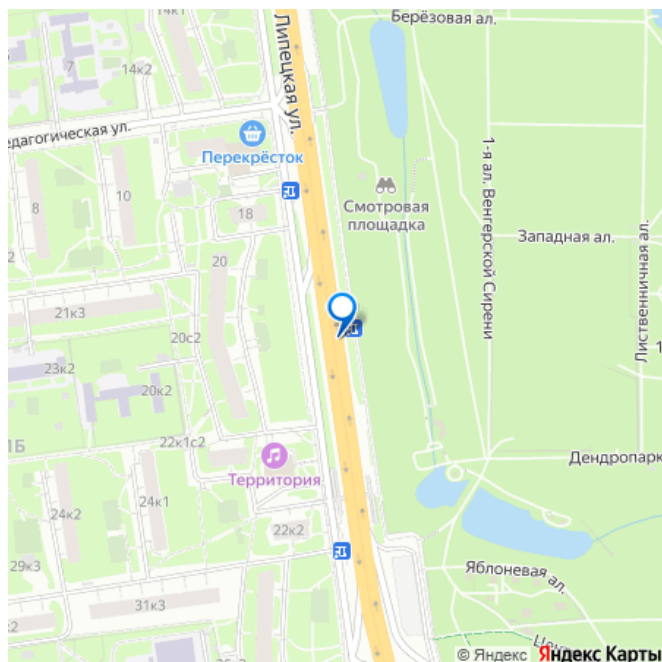 14к1
Берёзовая ал.
Липецкая ул.
7
14к2
Педагогическая ул.
Перекрёсток
10
8
18
1-я ал. Венгерской Сирени
Смотровая
площадка
Западная ал.
Лиственничная ал.
20
21к3
20с2
23к2
20к2
1Б
22к1с2
Территория
Дендропарк
24к1
24к2
22к2
29к3
31к3
Яблоневая ал.
© Яндекс Яндекс Карты